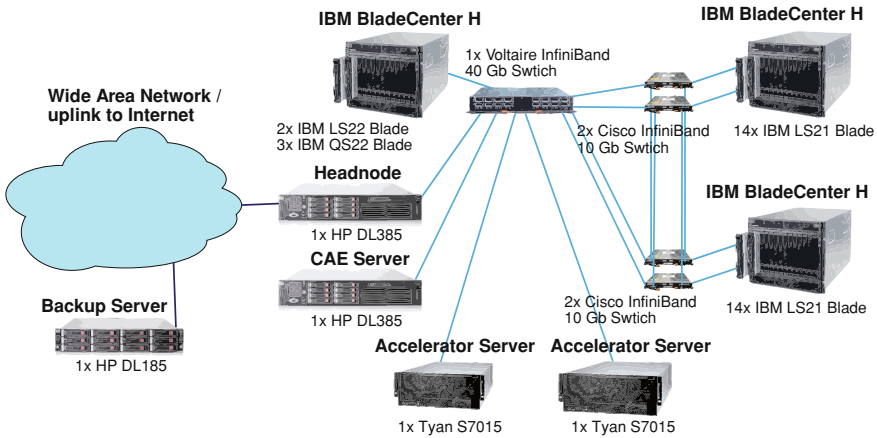 IBM BladeCenter H
IBM BladeCenter H
1x Voltaire InfiniBand
40 Gb Swtich
Wide Area Network /
uplink to Internet
2x IBM LS22 Blade
3x IBM QS22 Blade
2x Cisco InfiniBand
10 Gb Swtich
14x IBM LS21 Blade
Headnode
1x HP DL385
IBM BladeCenter H
CAE Server
1x HP DL385
2x Cisco InfiniBand
10 Gb Swtich
14x IBM LS21 Blade
Backup Server
1x HP DL185
Accelerator Server
Accelerator Server
1x Tyan S7015
1x Tyan S7015